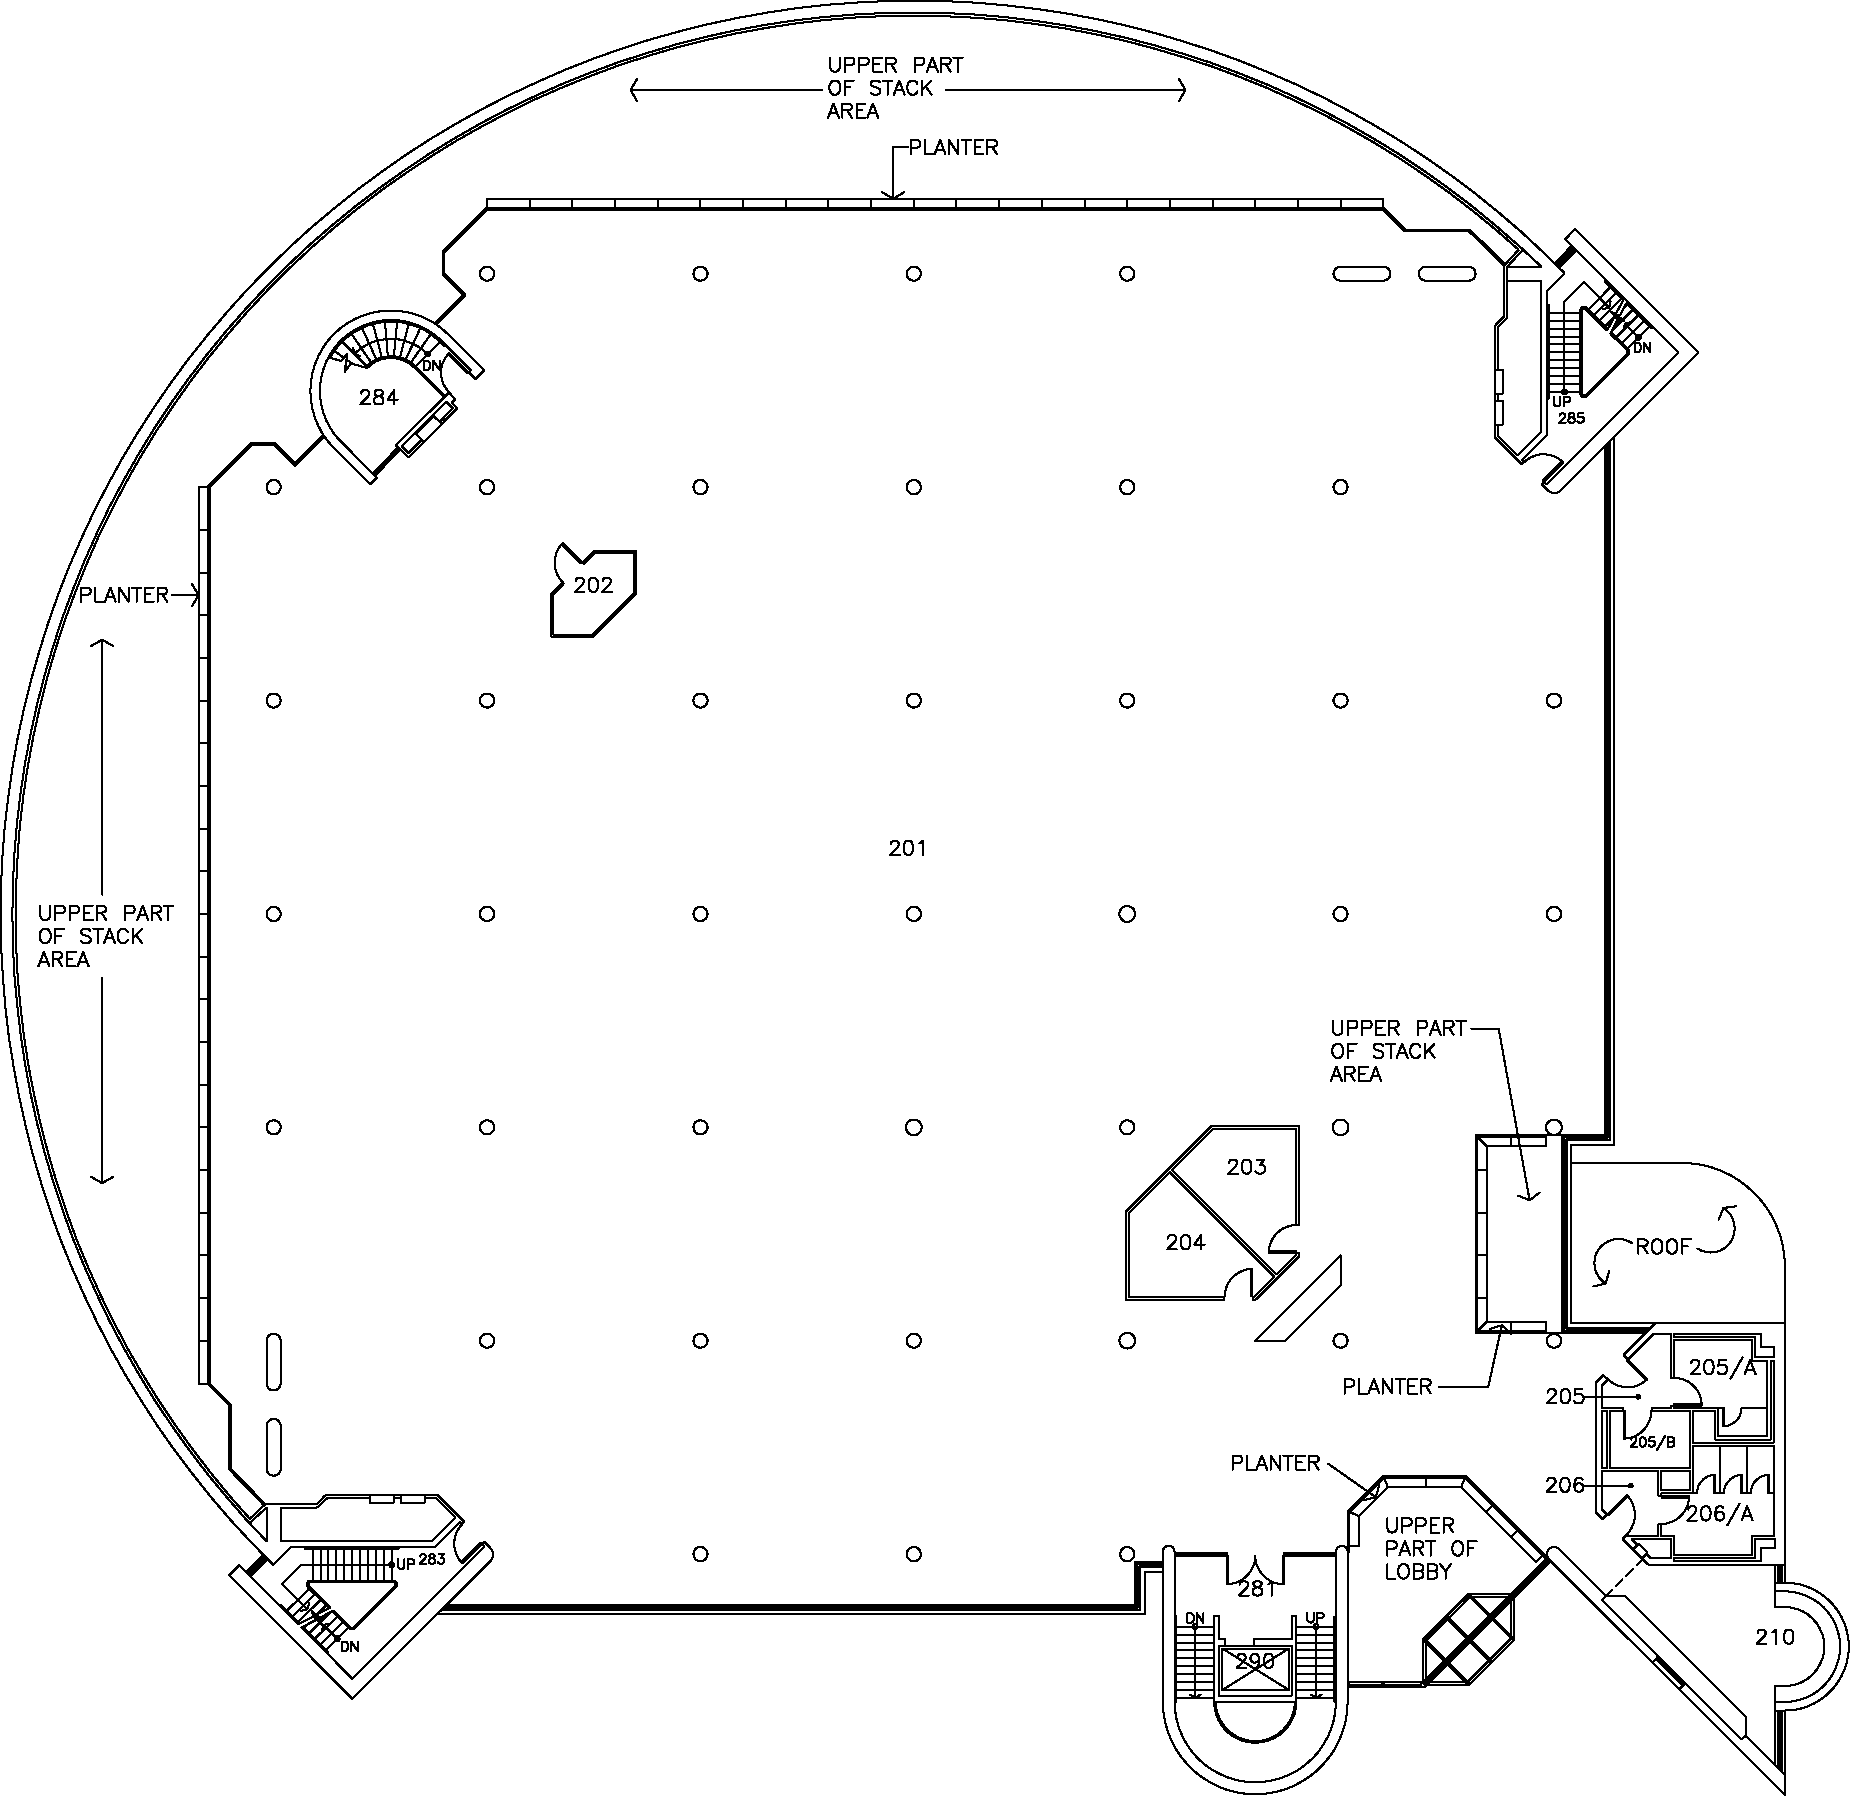 UPPER PART
OF STACK
AREA
PLANTER
DN
284
DN
UP
285
202
PLANTER
201
UPPER PART
OF STACK
AREA
UPPER PART
OF STACK
AREA
203
204
ROOF
PLANTER
205/A
205
205/B
PLANTER
206
206/A
UPPER
PART OF
LOBBY
UP 283
DN
281
DN
UP
290
210